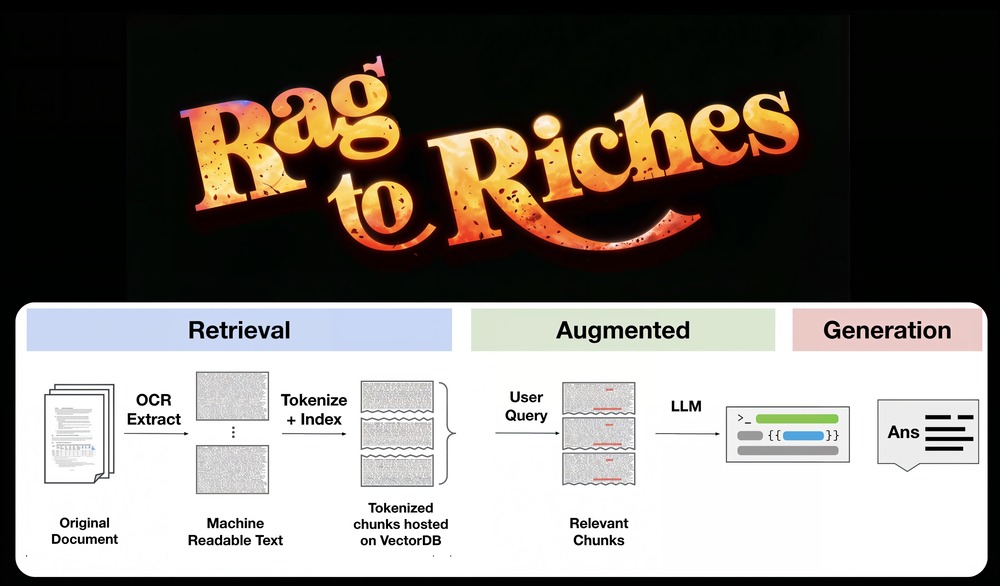 Rag
to Riches
Retrieval
Augmented
Generation
OCR
Extract
Tokenize
+ Index
User
Query
LLM
>_
{{ }}
Ans
Original
Document
Machine
Readable Text
Tokenized
chunks hosted
on VectorDB
Relevant
Chunks